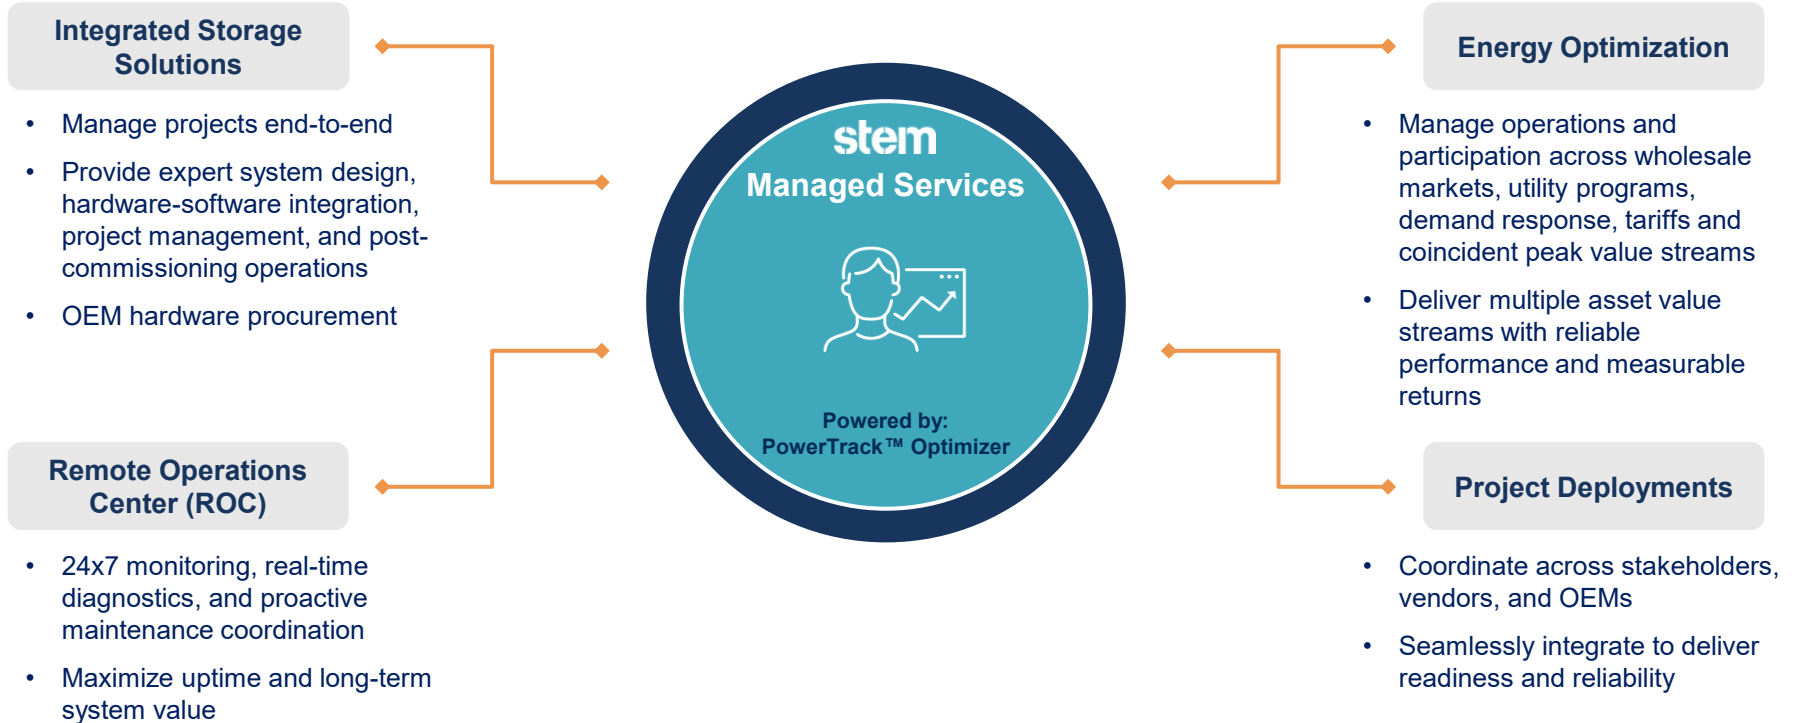 Integrated Storage
Solutions
• Manage projects end-to-end
• Provide expert system design,
hardware-software integration,
project management, and post-
commissioning operations
• OEM hardware procurement
Remote Operations
Center (ROC)
• 24x7 monitoring, real-time
diagnostics, and proactive
maintenance coordination
• Maximize uptime and long-term
system value
stem
Managed Services
Powered by:
PowerTrack™ Optimizer
Energy Optimization
• Manage operations and
participation across wholesale
markets, utility programs,
demand response, tariffs and
coincident peak value streams
• Deliver multiple asset value
streams with reliable
performance and measurable
returns
Project Deployments
• Coordinate across stakeholders,
vendors, and OEMs
• Seamlessly integrate to deliver
readiness and reliability